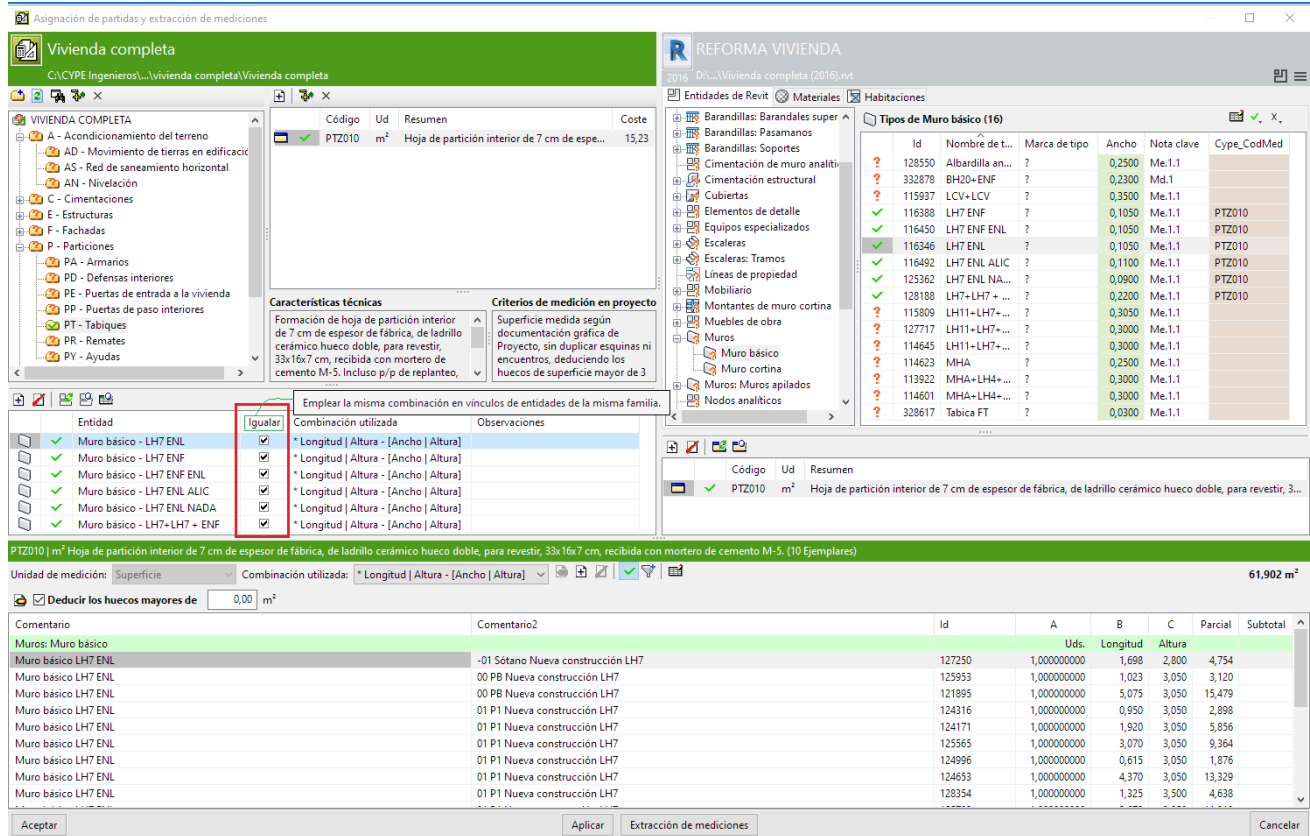 Asignación de partidas y extracción de mediciones
Vivienda completa
C:\CYPE Ingenieros\...\vivienda completa\Vivienda completa
REFORMA VIVIENDA
2016 D:\...\Vivienda completa (2016).rvt
Entidades de Revit Materiales Habitaciones
VIVIENDA COMPLETA
A - Acondicionamiento del terreno
AD - Movimiento de tierras en edificació
AS - Red de saneamiento horizontal
AN - Nivelación
C - Cimentaciones
E - Estructuras
F - Fachadas
P - Particiones
PA - Armarios
PD - Defensas interiores
PE - Puertas de entrada a la vivienda
PP - Puertas de paso interiores
PT - Tabiques
PR - Remates
PY - Ayudas
Código Ud Resumen Coste
PTZ010 m² Hoja de partición interior de 7 cm de espe... 15,23
Características técnicas
Formación de hoja de partición interior
de 7 cm de espesor de fábrica, de ladrillo
cerámico hueco doble, para revestir,
33x16x7 cm, recibida con mortero de
cemento M-5. Incluso p/p de replanteo,
Criterios de medición en proyecto
Superficie medida según
documentación gráfica de
Proyecto, sin duplicar esquinas ni
encuentros, deduciendo los
huecos de superficie mayor de 3
Barandillas: Barandales super
Barandillas: Pasamanos
Barandillas: Soportes
Cimentación de muro analíti
Cimentación estructural
Cubiertas
Elementos de detalle
Equipos especializados
Escaleras
Escaleras: Tramos
Líneas de propiedad
Mobiliario
Montantes de muro cortina
Muebles de obra
Muros
Muro básico
Muro cortina
Muros: Muros apilados
Nodos analíticos
Tipos de Muro básico (16)
Id Nombre de t... Marca de tipo Ancho Nota clave Cype_CodMed
? 128550 Albardilla an... ? 0,2500 Me.1.1
? 332878 BH20+ENF ? 0,2300 Md.1
? 115937 LCV+LCV ? 0,3500 Me.1.1
116388 LH7 ENF ? 0,1050 Me.1.1 PTZ010
116450 LH7 ENF ENL ? 0,1050 Me.1.1 PTZ010
116346 LH7 ENL ? 0,1050 Me.1.1 PTZ010
116492 LH7 ENL ALIC ? 0,1100 Me.1.1 PTZ010
125362 LH7 ENL NA... ? 0,0900 Me.1.1 PTZ010
128188 LH7+LH7 + ... ? 0,2200 Me.1.1 PTZ010
? 115809 LH11+LH7+... ? 0,3050 Me.1.1
? 127717 LH11+LH7+... ? 0,3000 Me.1.1
? 114645 LH11+LH7+... ? 0,3000 Me.1.1
? 114623 MHA ? 0,2500 Me.1.1
? 113922 MHA+LH4+... ? 0,3000 Me.1.1
? 114601 MHA+LH4+... ? 0,3000 Me.1.1
? 328617 Tabica FT ? 0,0300 Me.1.1
Emplear la misma combinación en vínculos de entidades de la misma familia.
Entidad Igualar Combinación utilizada Observaciones
Muro básico - LH7 ENL * Longitud | Altura - [Ancho | Altura]
Muro básico - LH7 ENF * Longitud | Altura - [Ancho | Altura]
Muro básico - LH7 ENF ENL * Longitud | Altura - [Ancho | Altura]
Muro básico - LH7 ENL ALIC * Longitud | Altura - [Ancho | Altura]
Muro básico - LH7 ENL NADA * Longitud | Altura - [Ancho | Altura]
Muro básico - LH7+LH7 + ENF * Longitud | Altura - [Ancho | Altura]
Código Ud Resumen
PTZ010 m² Hoja de partición interior de 7 cm de espesor de fábrica, de ladrillo cerámico hueco doble, para revestir, 3...
PTZ010 | m² Hoja de partición interior de 7 cm de espesor de fábrica, de ladrillo cerámico hueco doble, para revestir, 33x16x7 cm, recibida con mortero de cemento M-5. (10 Ejemplares)
Unidad de medición: Superficie Combinación utilizada: * Longitud | Altura - [Ancho | Altura] 61,902 m²
Deducir los huecos mayores de 0,00 m²
Comentario Comentario2 Id A B C Parcial Subtotal
Muros: Muro básico Uds. Longitud Altura
Muro básico LH7 ENL -01 Sótano Nueva construcción LH7 127250 1,000000000 1,698 2,800 4,754
Muro básico LH7 ENL 00 PB Nueva construcción LH7 125953 1,000000000 1,023 3,050 3,120
Muro básico LH7 ENL 00 PB Nueva construcción LH7 121895 1,000000000 5,075 3,050 15,479
Muro básico LH7 ENL 01 P1 Nueva construcción LH7 124316 1,000000000 0,950 3,050 2,898
Muro básico LH7 ENL 01 P1 Nueva construcción LH7 124171 1,000000000 1,920 3,050 5,856
Muro básico LH7 ENL 01 P1 Nueva construcción LH7 125565 1,000000000 3,070 3,050 9,364
Muro básico LH7 ENL 01 P1 Nueva construcción LH7 124996 1,000000000 0,615 3,050 1,876
Muro básico LH7 ENL 01 P1 Nueva construcción LH7 124653 1,000000000 4,370 3,050 13,329
Muro básico LH7 ENL 01 P1 Nueva construcción LH7 128354 1,000000000 1,325 3,500 4,638
Aceptar Aplicar Extracción de mediciones Cancelar